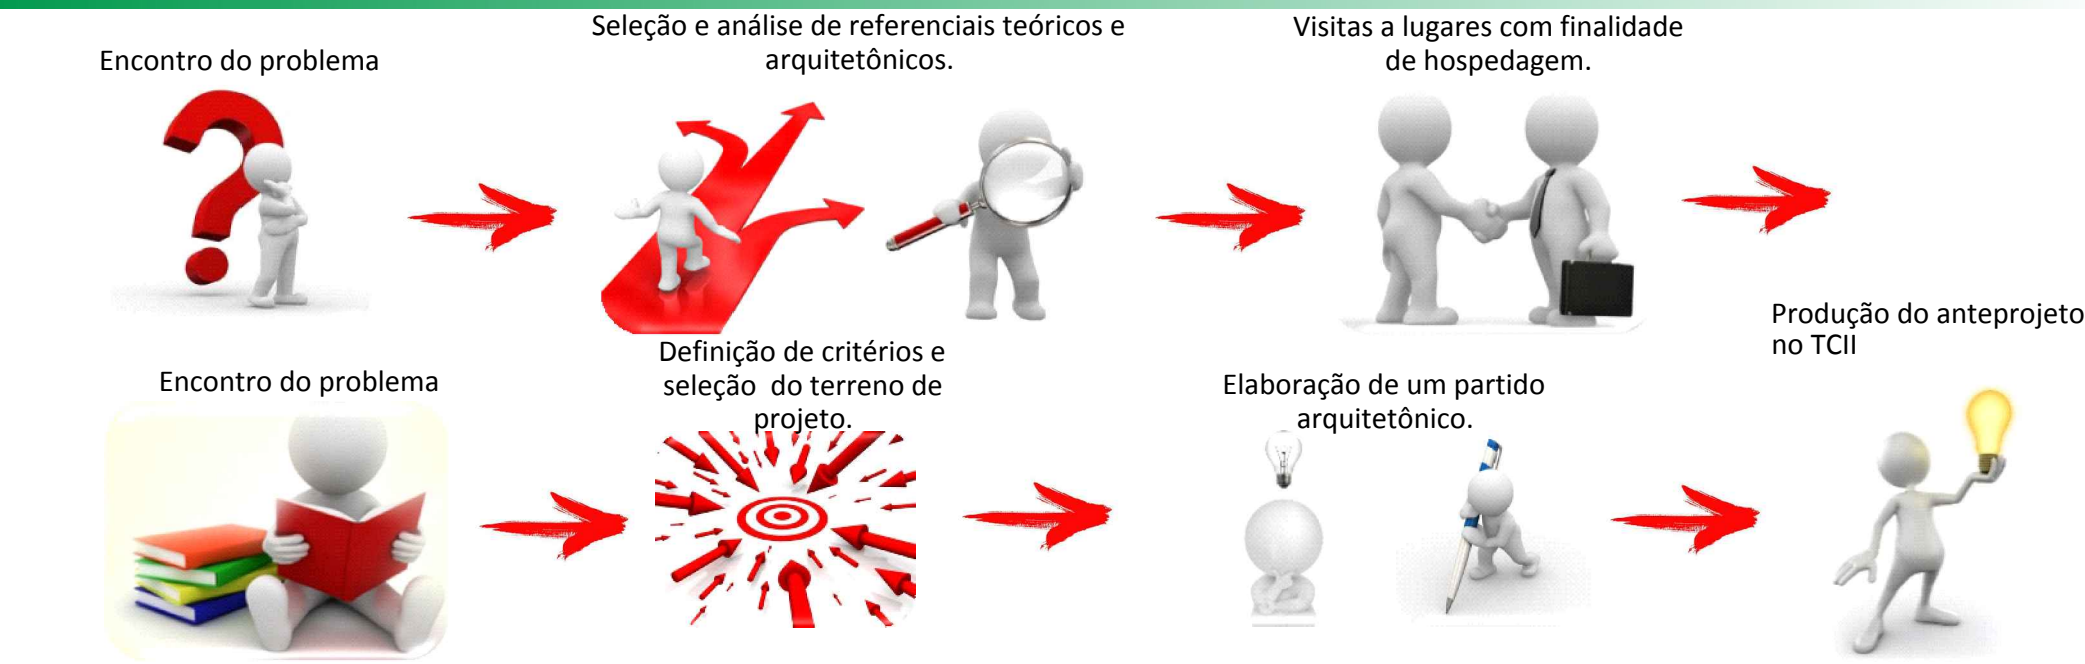 Encontro do problema
Seleção e análise de referenciais teóricos e
arquitetônicos.
Visitas a lugares com finalidade
de hospedagem.
Encontro do problema
Definição de critérios e
seleção do terreno de
projeto.
Elaboração de um partido
arquitetônico.
Produção do anteprojeto
no TCII